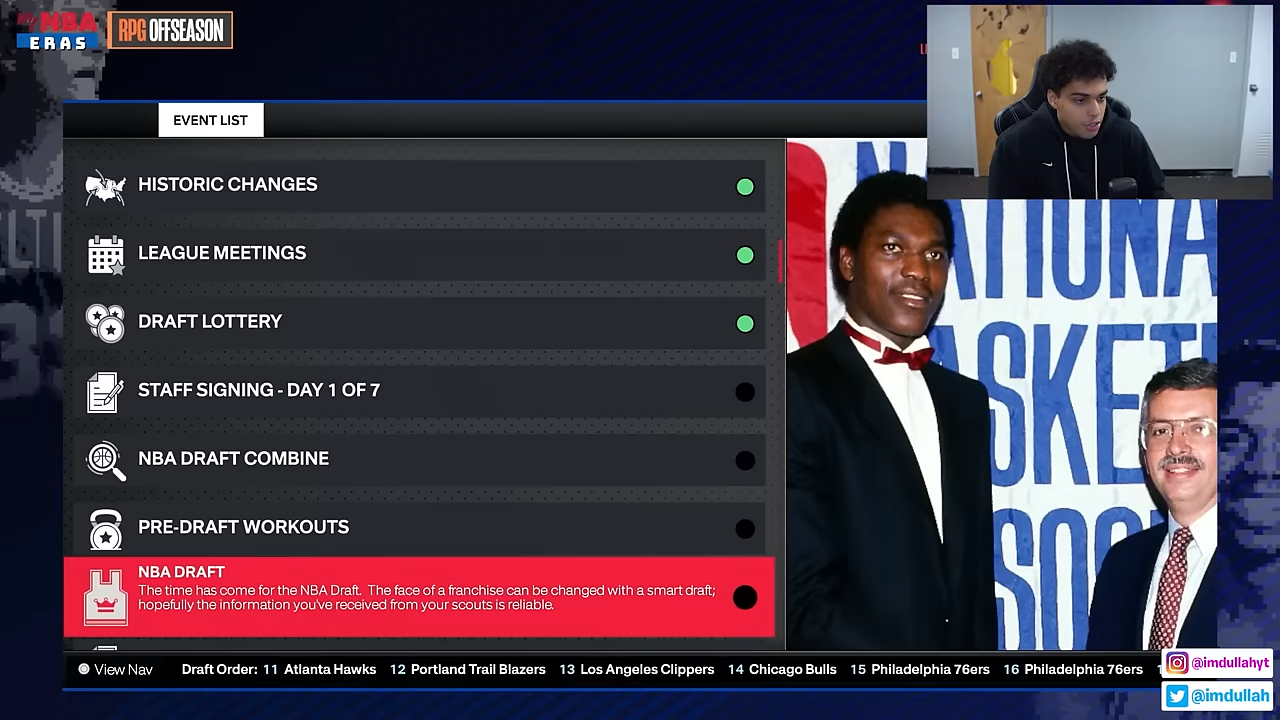 my NBA
ERAS
RPG OFFSEASON
EVENT LIST
HISTORIC CHANGES
LEAGUE MEETINGS
DRAFT LOTTERY
STAFF SIGNING - DAY 1 OF 7
NBA DRAFT COMBINE
PRE-DRAFT WORKOUTS
NBA DRAFT
The time has come for the NBA Draft. The face of a franchise can be changed with a smart draft;
hopefully the information you've received from your scouts is reliable.
View Nav
Draft Order: 11 Atlanta Hawks 12 Portland Trail Blazers 13 Los Angeles Clippers 14 Chicago Bulls 15 Philadelphia 76ers 16 Philadelphia 76ers
@imdullahyt
@imdullah